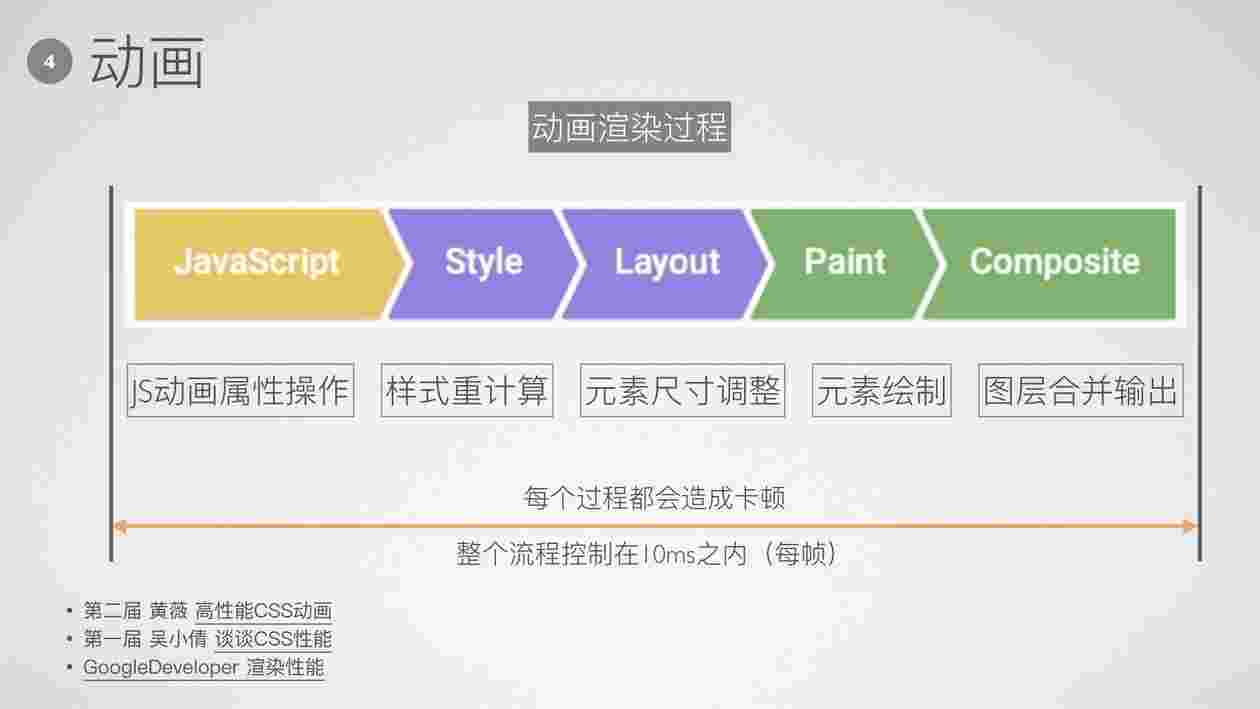 4 动画
动画渲染过程
JavaScript Style Layout Paint Composite
JS动画属性操作 样式重计算 元素尺寸调整 元素绘制 图层合并输出
每个过程都会造成卡顿
整个流程控制在10ms之内（每帧）
• 第二届 黄薇 高性能CSS动画
• 第一届 吴小倩 谈谈CSS性能
• GoogleDeveloper 渲染性能